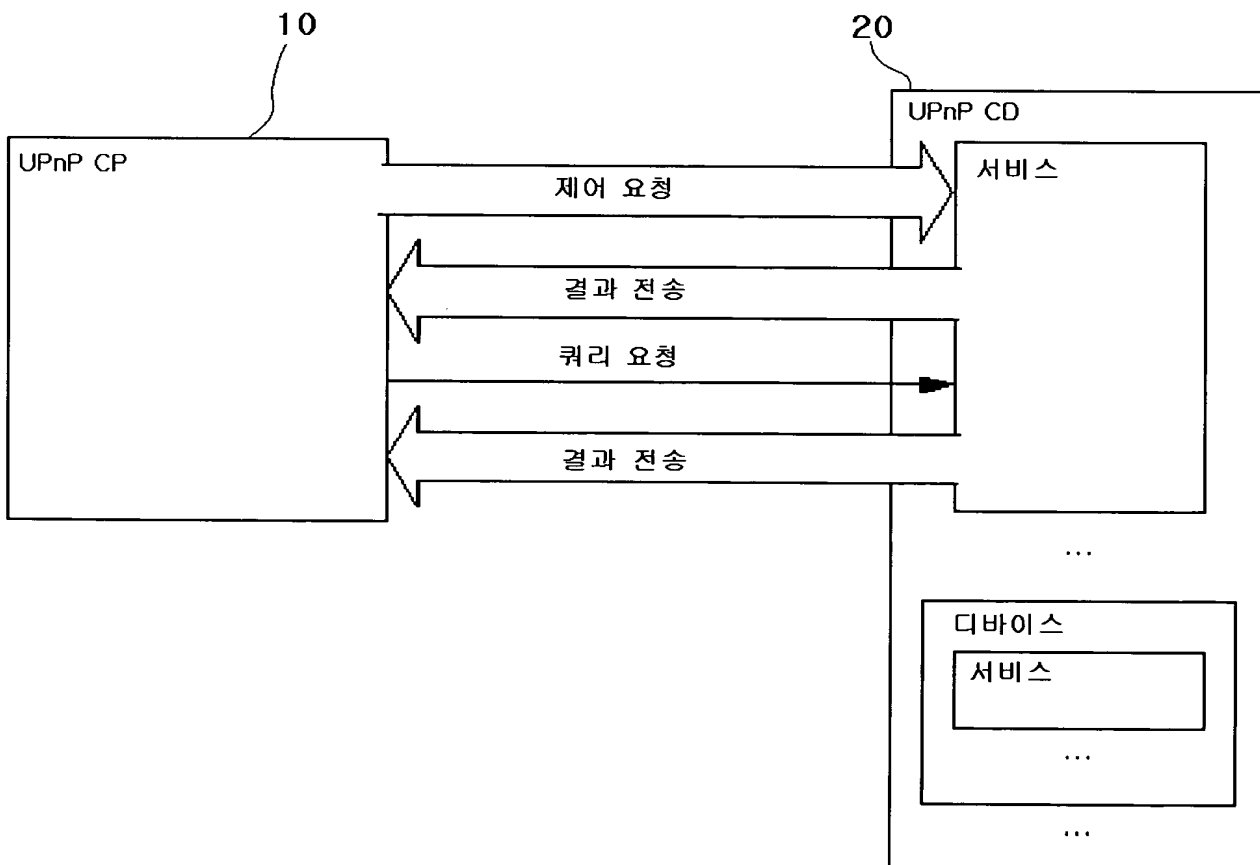 10
20
UPnP CP
UPnP CD
서비스
제어 요청
결과 전송
쿼리 요청
결과 전송
...
디바이스
서비스
...
...